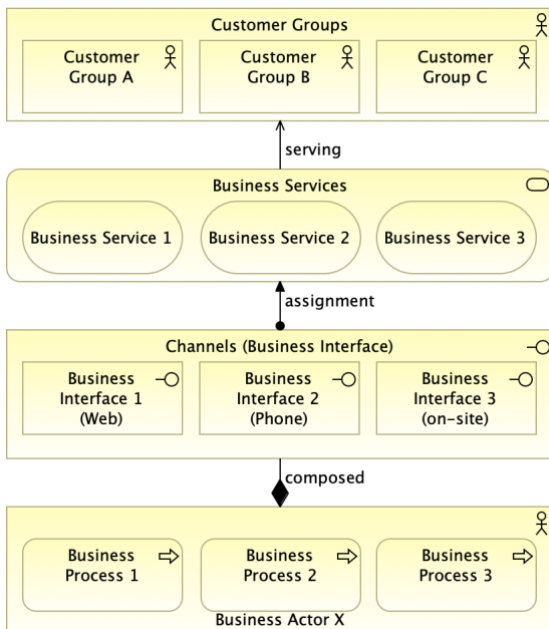 Customer Groups
Customer
Group A
Customer
Group B
Customer
Group C
serving
Business Services
Business Service 1
Business Service 2
Business Service 3
assignment
Channels (Business Interface)
Business
Interface 1
(Web)
Business
Interface 2
(Phone)
Business
Interface 3
(on-site)
composed
Business
Process 1
Business
Process 2
Business
Process 3
Business Actor X